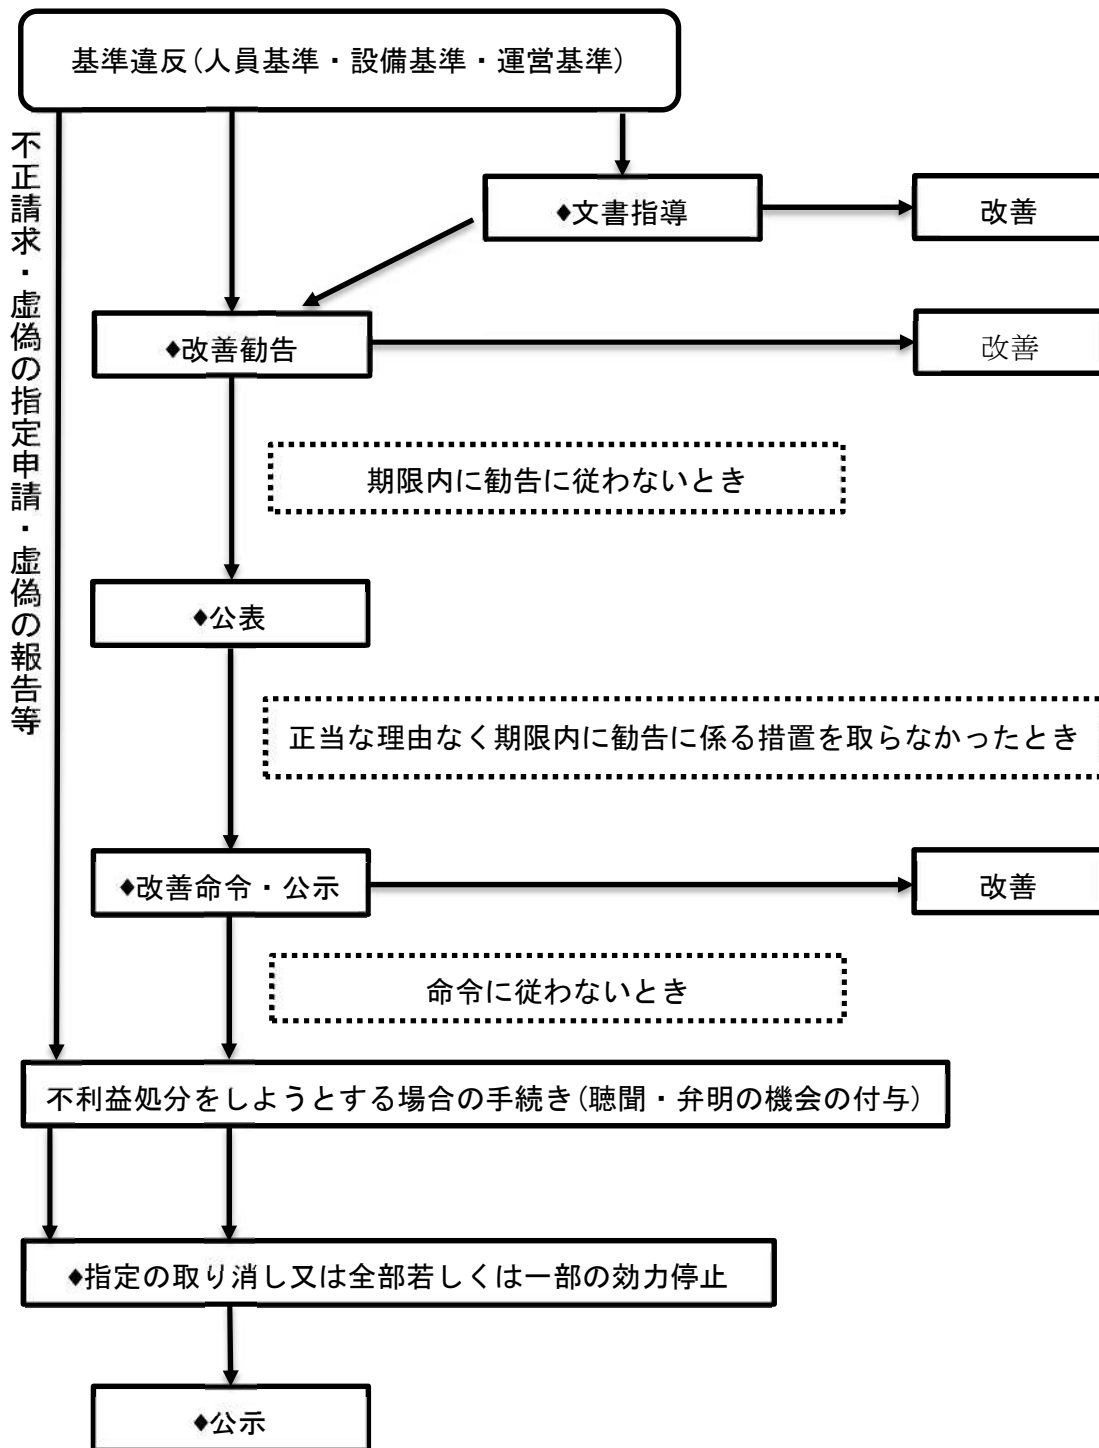 基準違反(人員基準・設備基準・運営基準)
不正請求・虚偽の指定申請・虚偽の報告等
♦文書指導
改善
♦改善勧告
改善
期限内に勧告に従わないとき
♦公表
正当な理由なく期限内に勧告に係る措置を取らなかったとき
♦改善命令・公示
改善
命令に従わないとき
不利益処分をしようとする場合の手続き(聴聞・弁明の機会の付与)
♦指定の取り消し又は全部若しくは一部の効力停止
♦公示